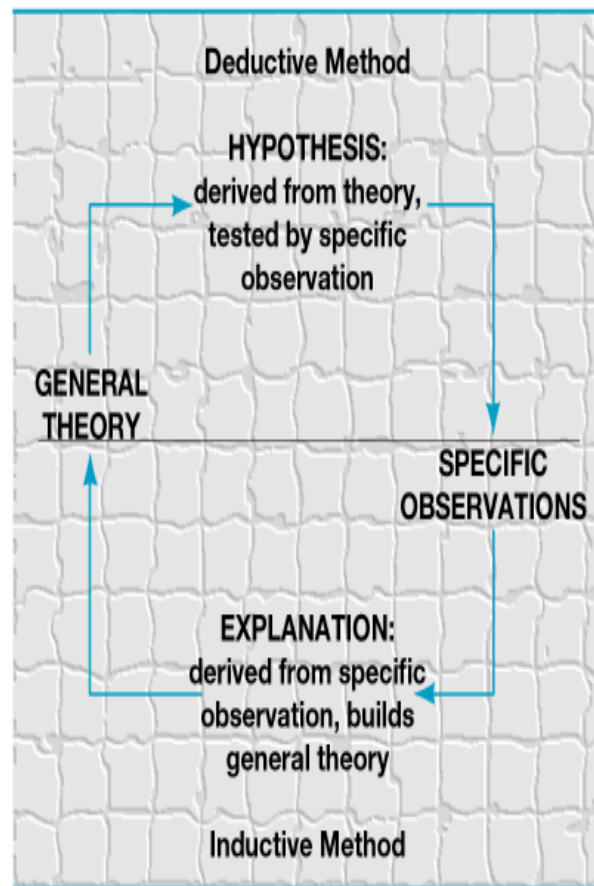 Deductive Method
HYPOTHESIS:
derived from theory,
tested by specific
observation
GENERAL
THEORY
SPECIFIC
OBSERVATIONS
EXPLANATION:
derived from specific
observation, builds
general theory
Inductive Method